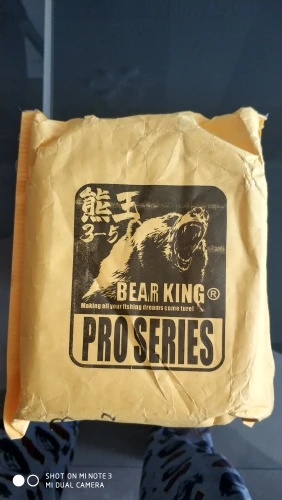 熊王
3-5
BEAR KING®
Making all your fishing dreams come ture!
PRO SERIES
SHOT ON MI NOTE 3
MI DUAL CAMERA